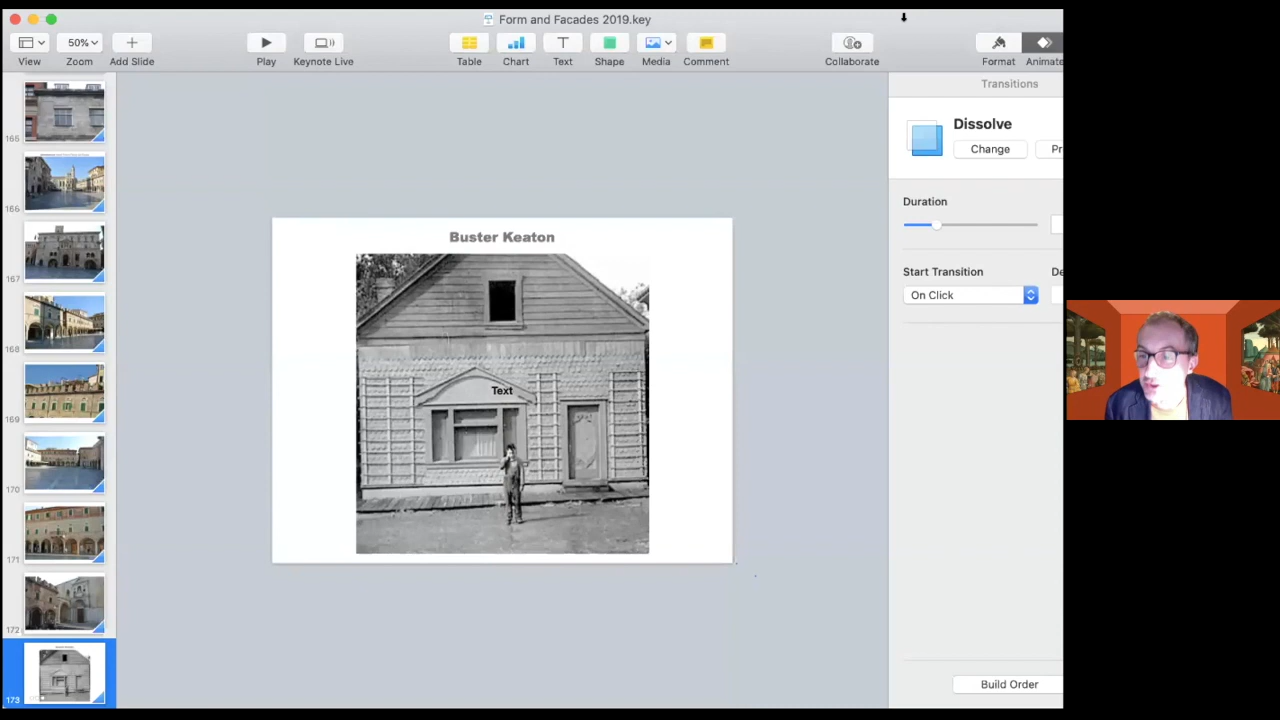 Form and Facades 2019.key
50%
View
Zoom
Add Slide
Play
Keynote Live
Table
Chart
Text
Shape
Media
Comment
Collaborate
Format
Animate
Transitions
Dissolve
Change
Pr
Duration
Start Transition
De
On Click
Build Order
Buster Keaton
Text
165
166
167
168
169
170
171
172
173